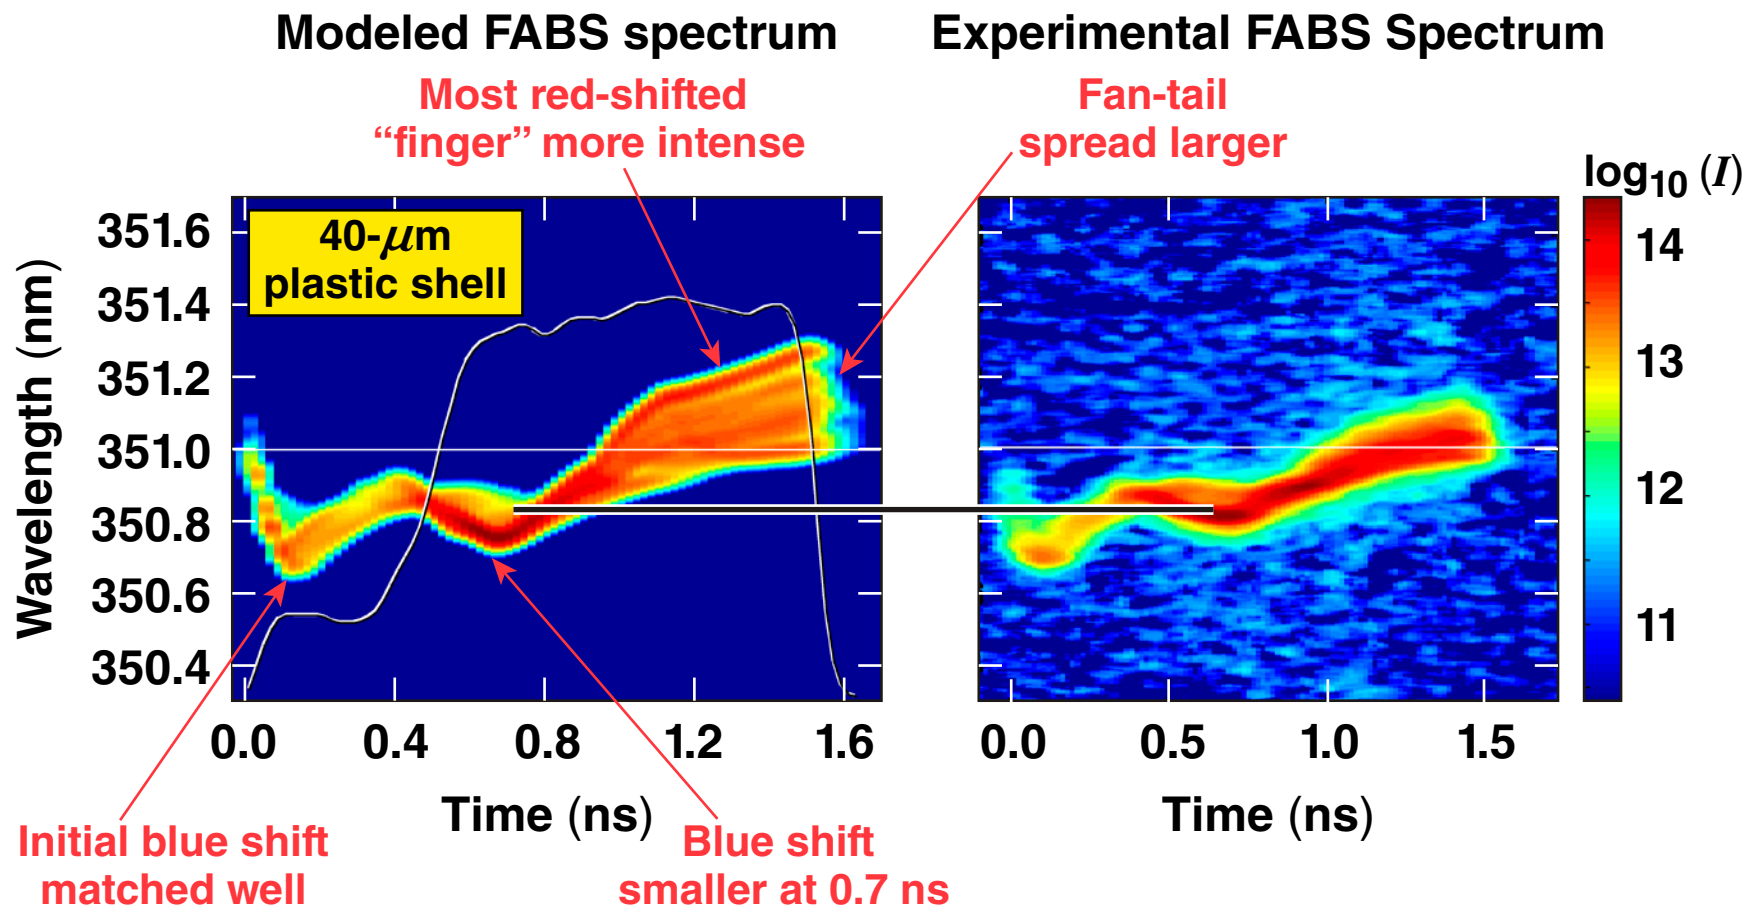 Modeled FABS spectrum
Experimental FABS Spectrum
Most red-shifted
“finger” more intense
Fan-tail
spread larger
log10 (I)
40-μm
plastic shell
Wavelength (nm)
351.6
351.4
351.2
351.0
350.8
350.6
350.4
14
13
12
11
0.0 0.4 0.8 1.2 1.6
0.0 0.5 1.0 1.5
Time (ns)
Time (ns)
Initial blue shift
matched well
Blue shift
smaller at 0.7 ns